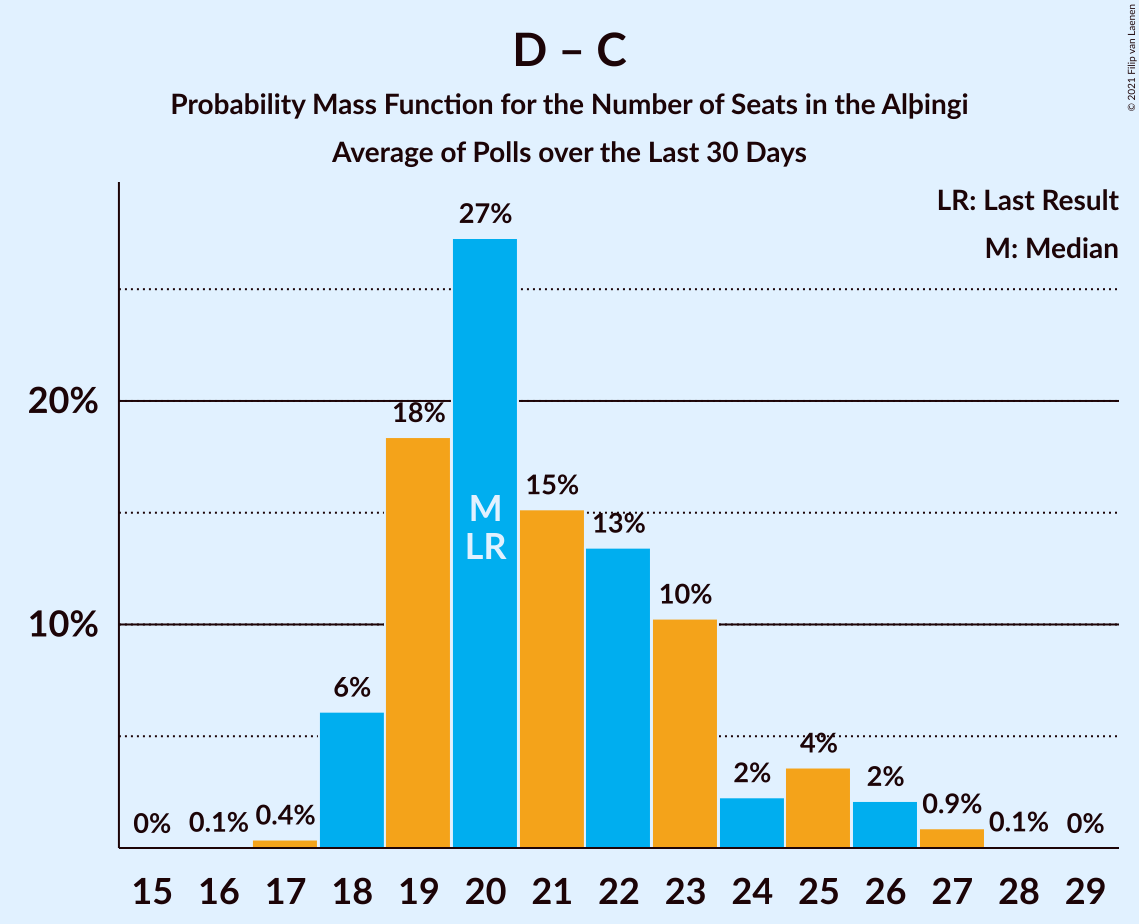 D – C
Probability Mass Function for the Number of Seats in the Alþingi
Average of Polls over the Last 30 Days
© 2021 Filip van Laenen
LR: Last Result
M: Median
20%
10%
0%
0.1%
0.4%
6%
18%
27%
15%
13%
10%
2%
4%
2%
0.9%
0.1%
0%
M
LR
15 16 17 18 19 20 21 22 23 24 25 26 27 28 29